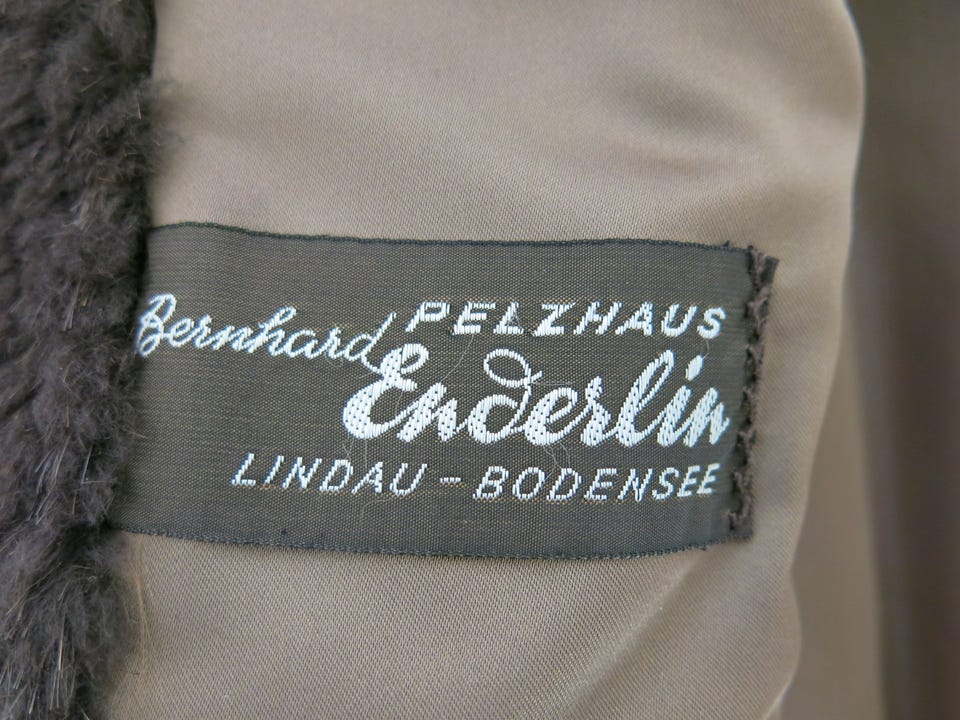 PELZHAUS
Bernhard Enderlin
LINDAU - BODENSEE